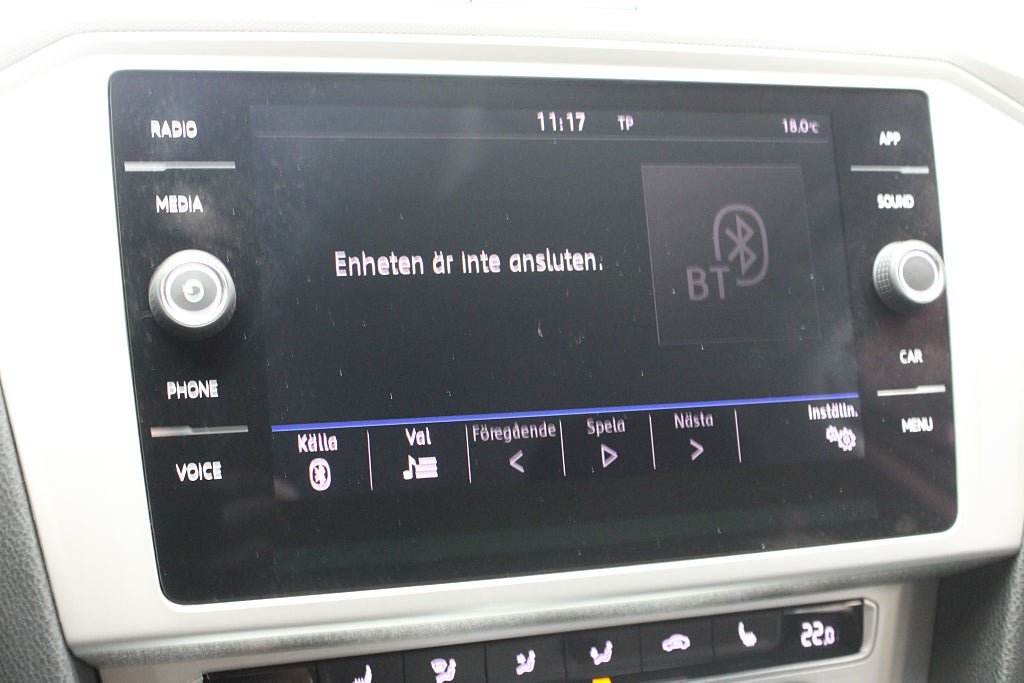 RADIO
MEDIA
PHONE
VOICE
11:17 TP 18.0°C
Enheten är inte ansluten.
BT
Källa Val Föregående Spela Nästa Inställn.
APP
SOUND
CAR
MENU
22.0